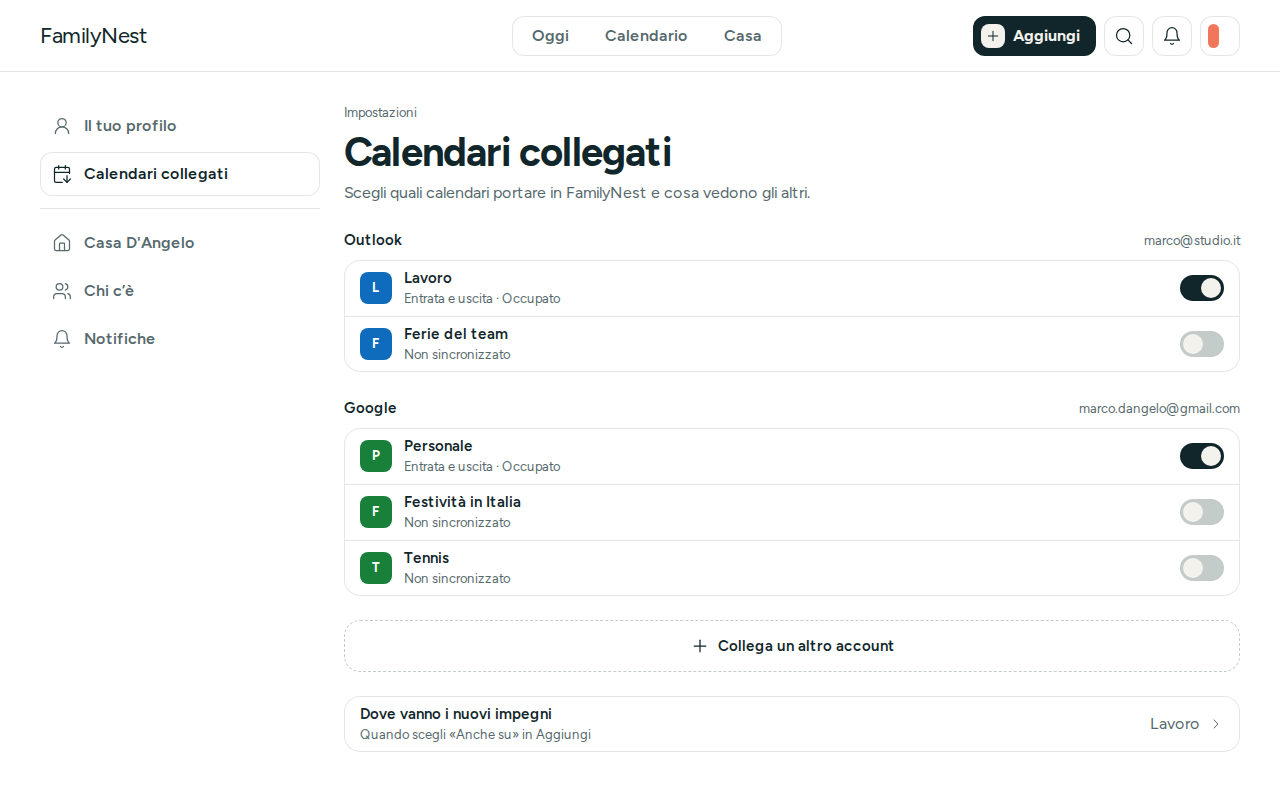 FamilyNest
Oggi
Calendario
Casa
Aggiungi
Il tuo profilo
Calendari collegati
Casa D'Angelo
Chi c’è
Notifiche
Impostazioni
Calendari collegati
Scegli quali calendari portare in FamilyNest e cosa vedono gli altri.
Outlook
marco@studio.it
L
Lavoro
Entrata e uscita · Occupato
F
Ferie del team
Non sincronizzato
Google
marco.dangelo@gmail.com
P
Personale
Entrata e uscita · Occupato
F
Festività in Italia
Non sincronizzato
T
Tennis
Non sincronizzato
Collega un altro account
Dove vanno i nuovi impegni
Quando scegli «Anche su» in Aggiungi
Lavoro